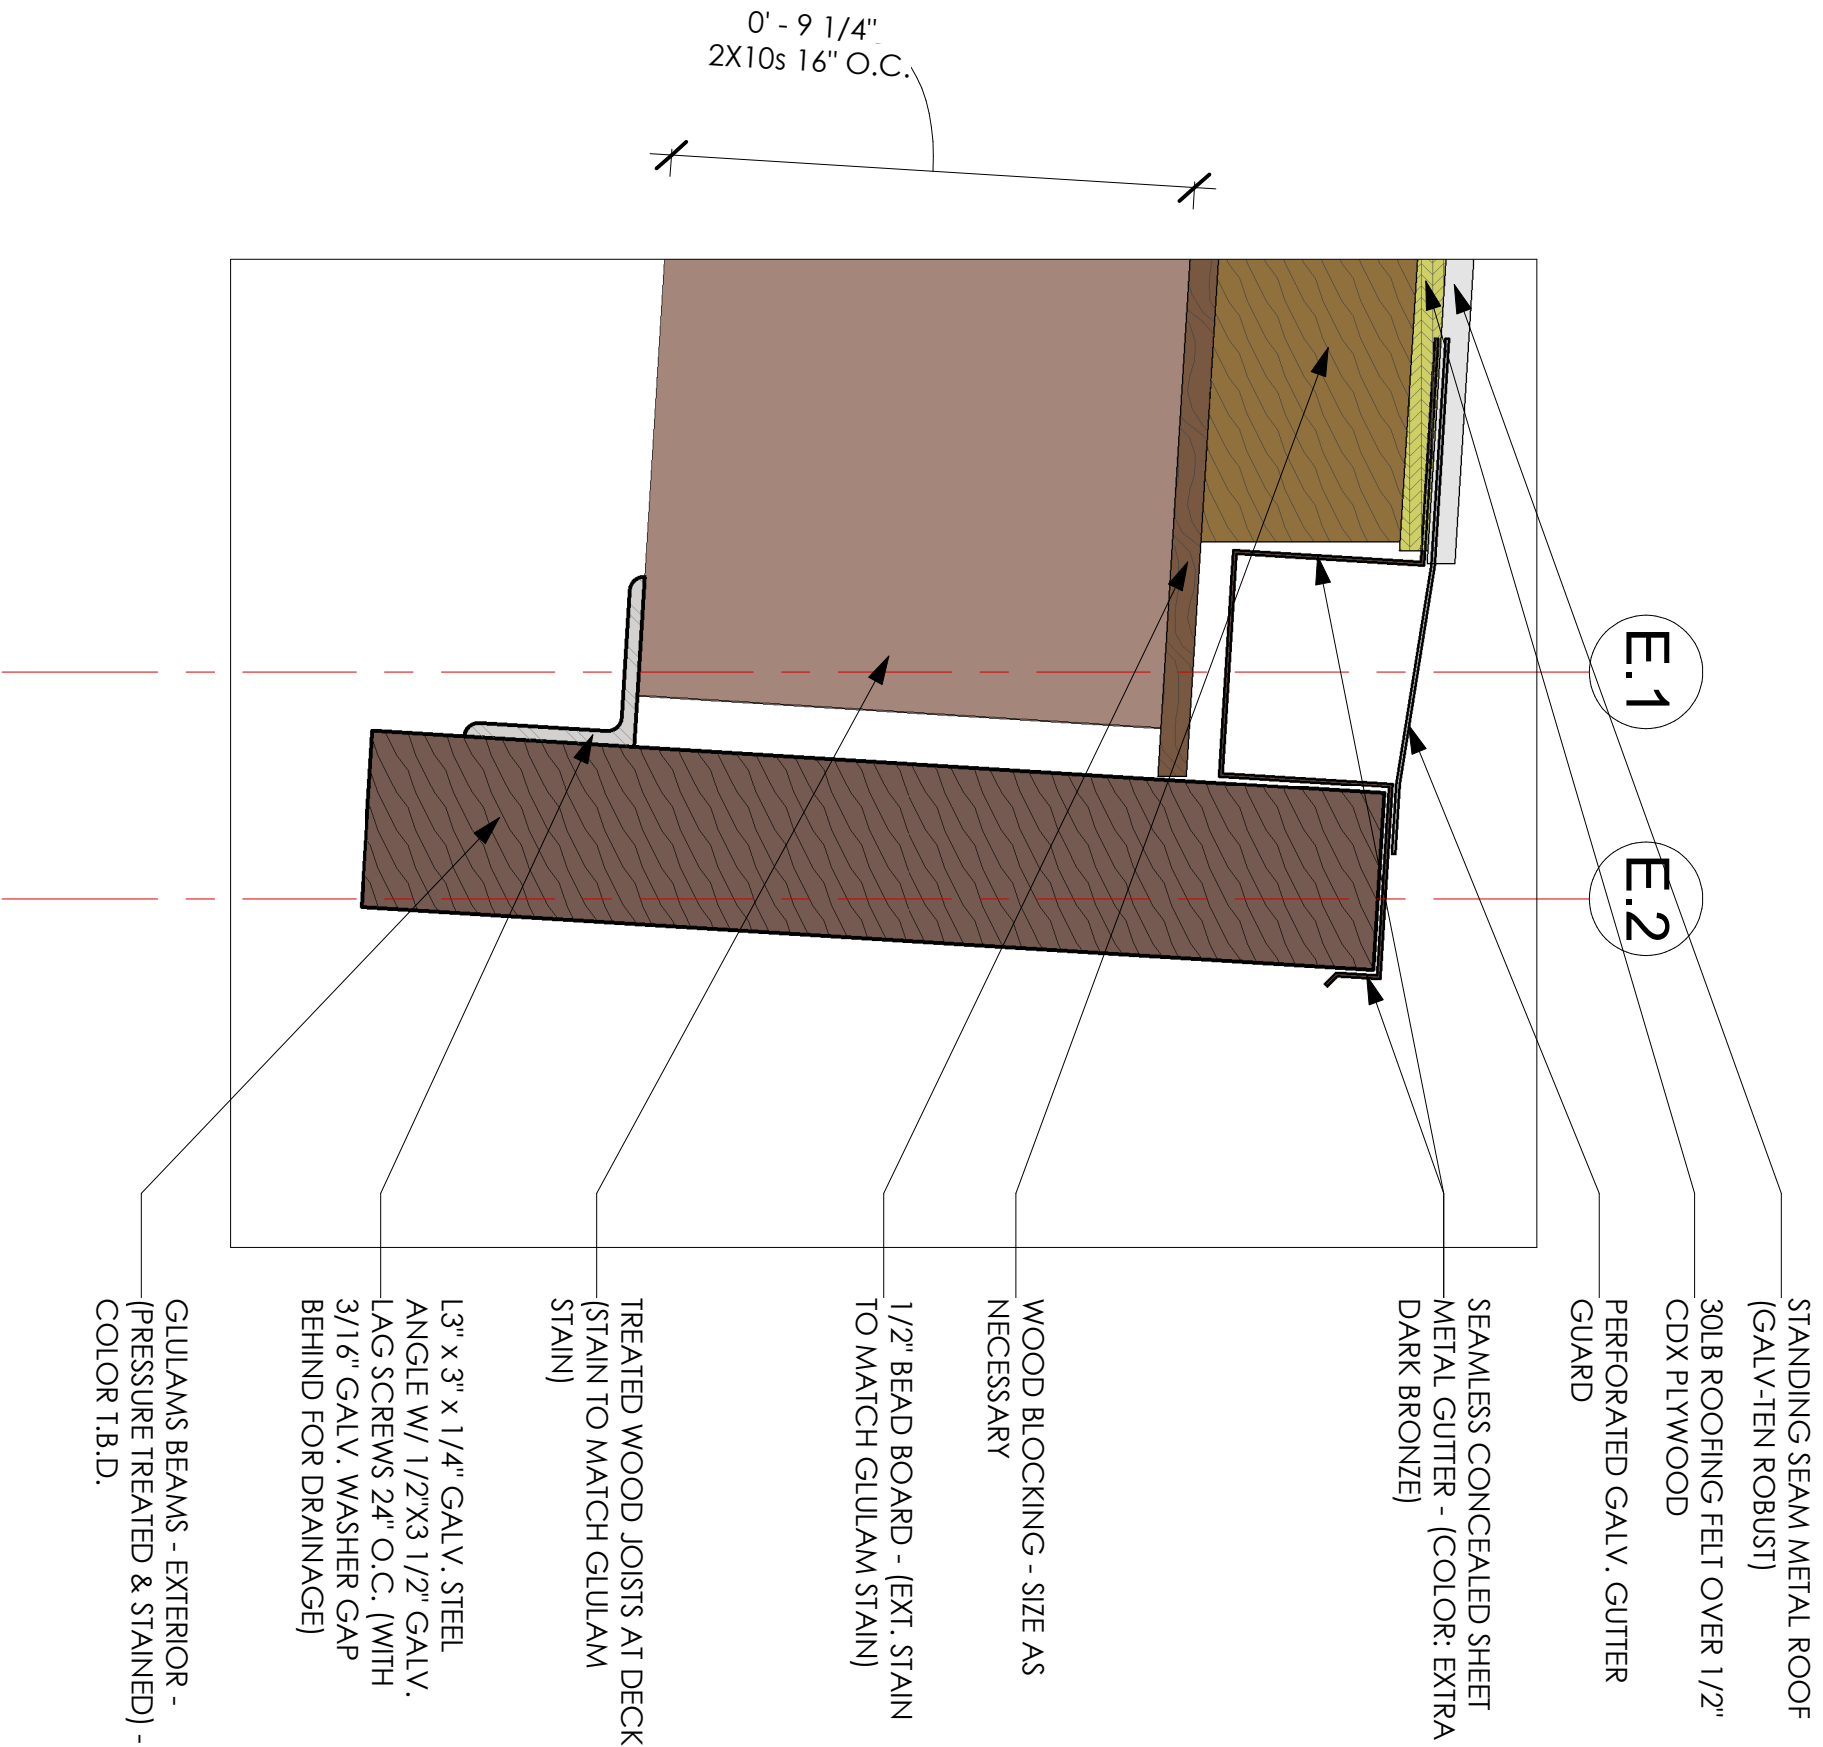 0' - 9 1/4"
2X10s 16" O.C.
E.1
E.2
STANDING SEAM METAL ROOF
(GALV-TEN ROBUST)
30LB ROOFING FELT OVER 1/2"
CDX PLYWOOD
PERFORATED GALV. GUTTER
GUARD
SEAMLESS CONCEALED SHEET
METAL GUTTER - (COLOR: EXTRA
DARK BRONZE)
WOOD BLOCKING - SIZE AS
NECESSARY
1/2" BEAD BOARD - (EXT. STAIN
TO MATCH GLULAM STAIN)
TREATED WOOD JOISTS AT DECK
(STAIN TO MATCH GLULAM
STAIN)
L3" x 3" x 1/4" GALV. STEEL
ANGLE W/ 1/2"X3 1/2" GALV.
LAG SCREWS 24" O.C. (WITH
3/16" GALV. WASHER GAP
BEHIND FOR DRAINAGE)
GLULAMS BEAMS - EXTERIOR -
(PRESSURE TREATED & STAINED) -
COLOR T.B.D.